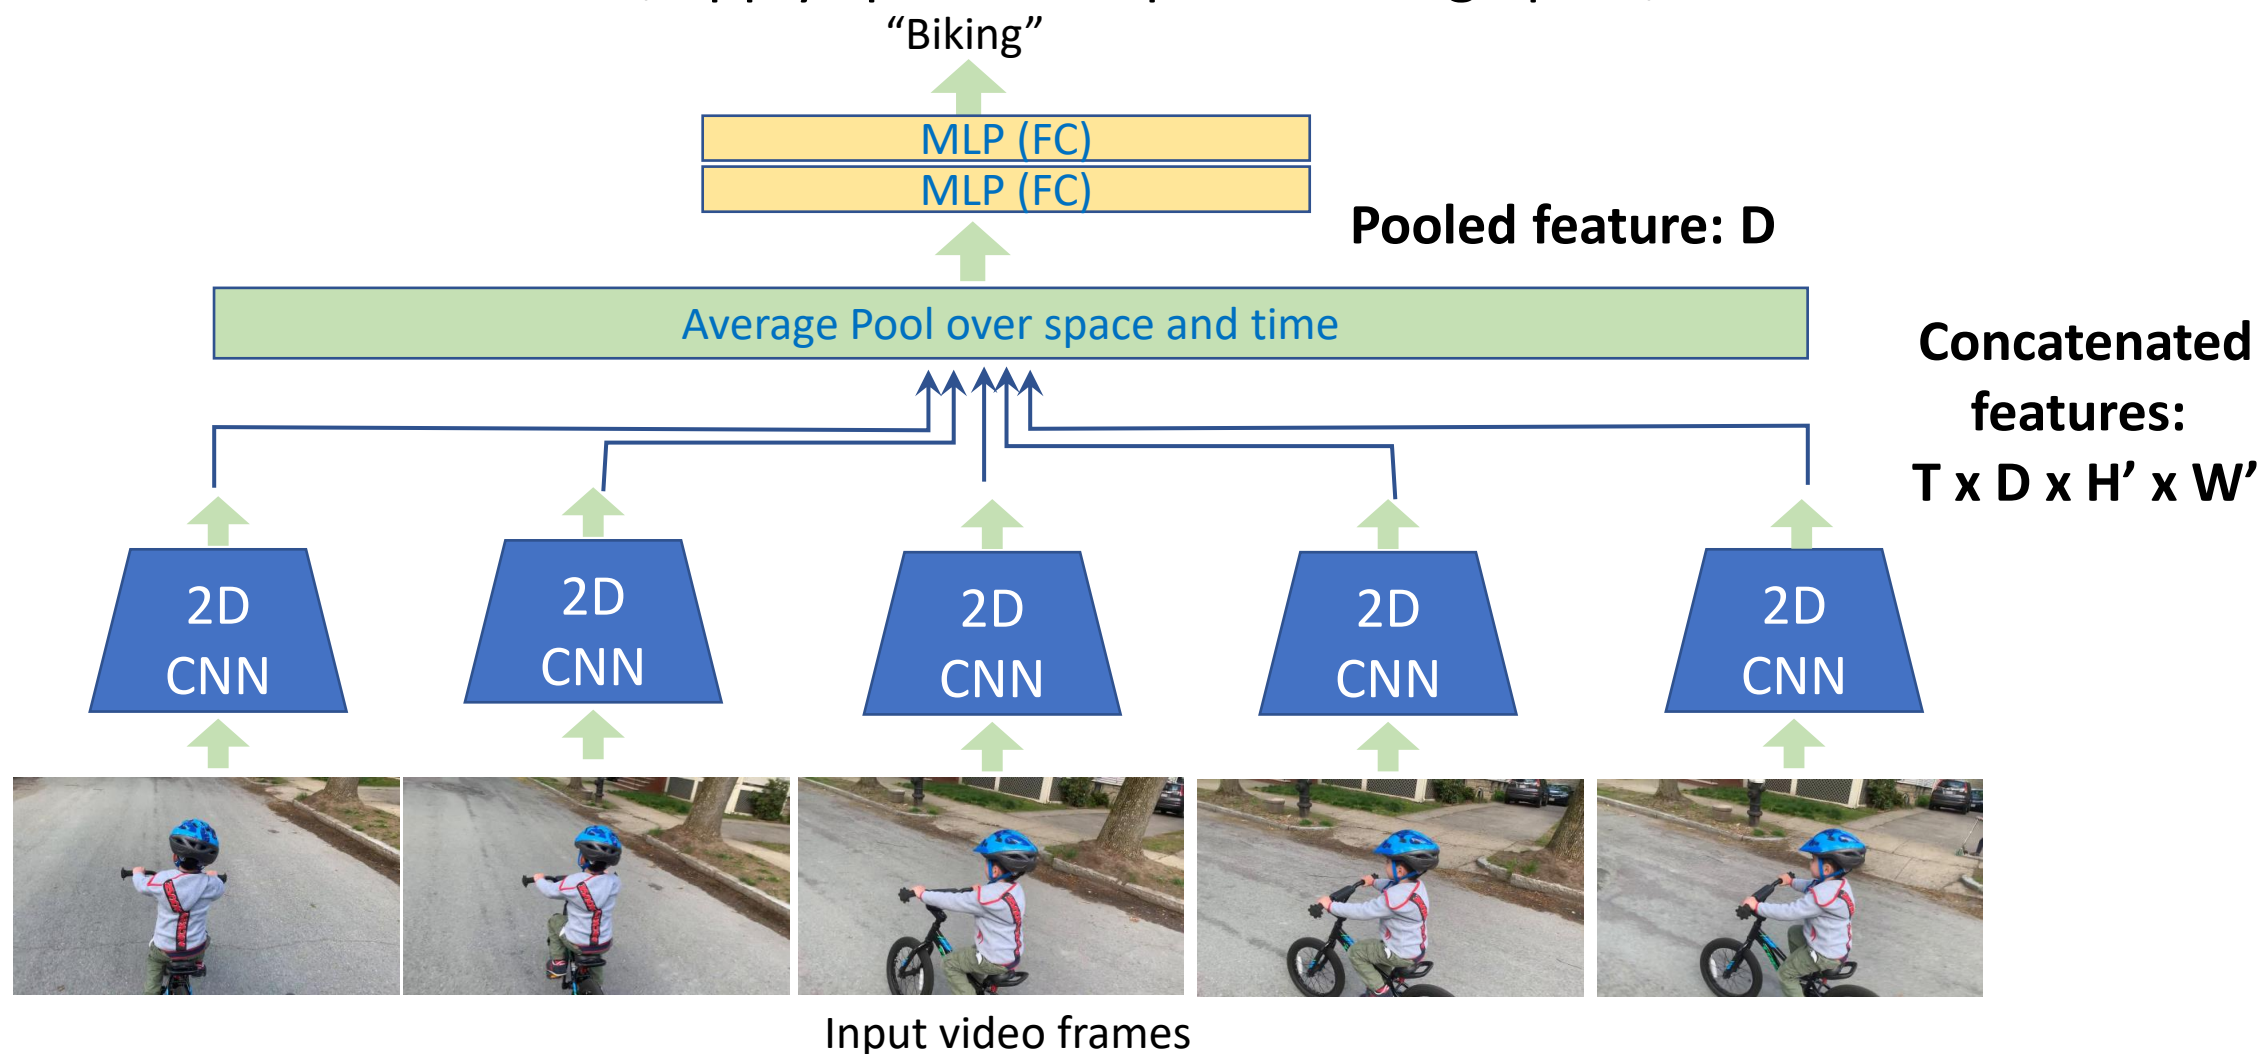 “Biking”
MLP (FC)
MLP (FC)
Pooled feature: D
Average Pool over space and time
Concatenated
features:
T x D x H’ x W’
2D
CNN
2D
CNN
2D
CNN
2D
CNN
2D
CNN
Input video frames